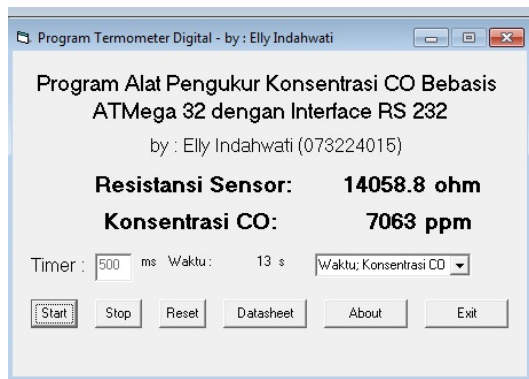 Program Termometer Digital - by : Elly Indahwati
Program Alat Pengukur Konsentrasi CO Bebasis
ATMega 32 dengan Interface RS 232
by : Elly Indahwati (073224015)
Resistansi Sensor: 14058.8 ohm
Konsentrasi CO: 7063 ppm
Timer : 500 ms Waktu : 13 s Waktu; Konsentrasi CO
Start Stop Reset Datasheet About Exit